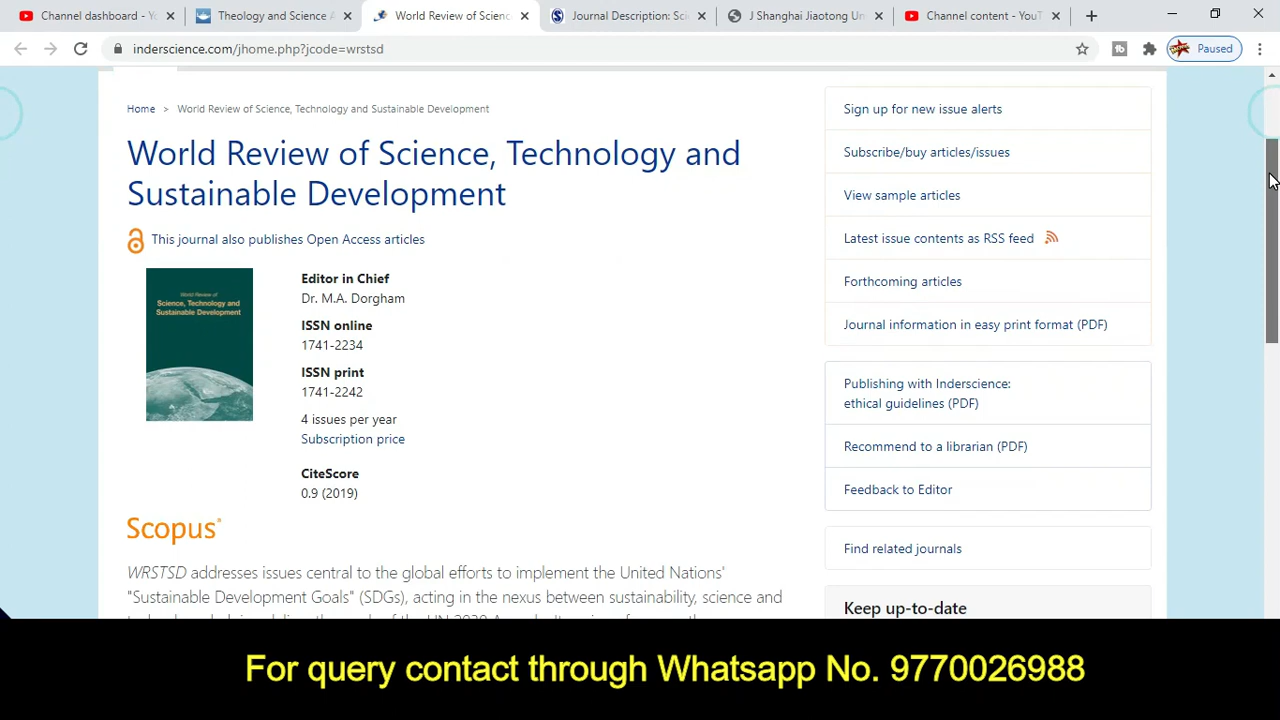 Channel dashboard - Yo
Theology and Science A
World Review of Scienc
Journal Description: Sci
J Shanghai Jiaotong Un
Channel content - YouT
inderscience.com/jhome.php?jcode=wrstsd
Paused
Home > World Review of Science, Technology and Sustainable Development
World Review of Science, Technology and
Sustainable Development
This journal also publishes Open Access articles
World Review of
Science, Technology and
Sustainable Development
Editor in Chief
Dr. M.A. Dorgham
ISSN online
1741-2234
ISSN print
1741-2242
4 issues per year
Subscription price
CiteScore
0.9 (2019)
Scopus®
WRSTSD addresses issues central to the global efforts to implement the United Nations'
"Sustainable Development Goals" (SDGs), acting in the nexus between sustainability, science and
Sign up for new issue alerts
Subscribe/buy articles/issues
View sample articles
Latest issue contents as RSS feed
Forthcoming articles
Journal information in easy print format (PDF)
Publishing with Inderscience:
ethical guidelines (PDF)
Recommend to a librarian (PDF)
Feedback to Editor
Find related journals
Keep up-to-date
For query contact through Whatsapp No. 9770026988